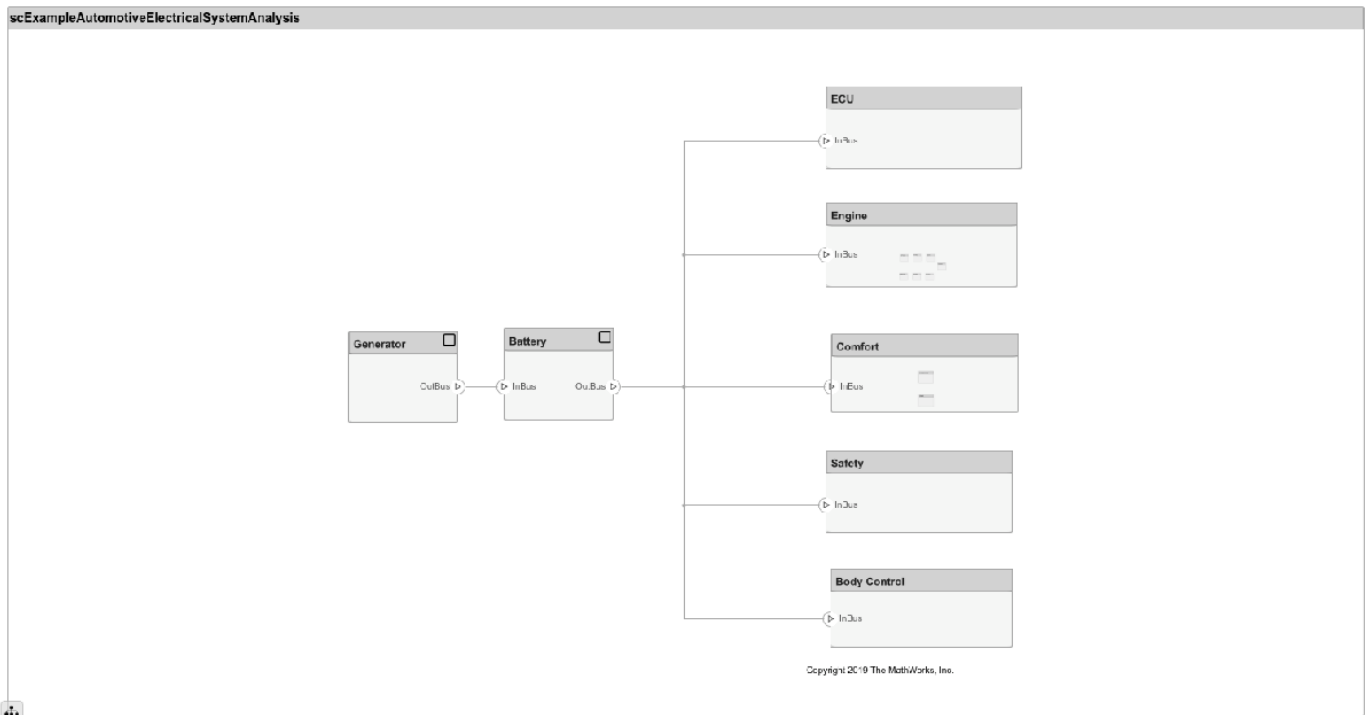 scExampleAutomotiveElectricalSystemAnalysis
ECU
InBus
Engine
InBus
Generator
OutBus
Battery
InBus
OutBus
Comfort
InBus
Safety
InBus
Body Control
InBus
Copyright 2019 The MathWorks, Inc.